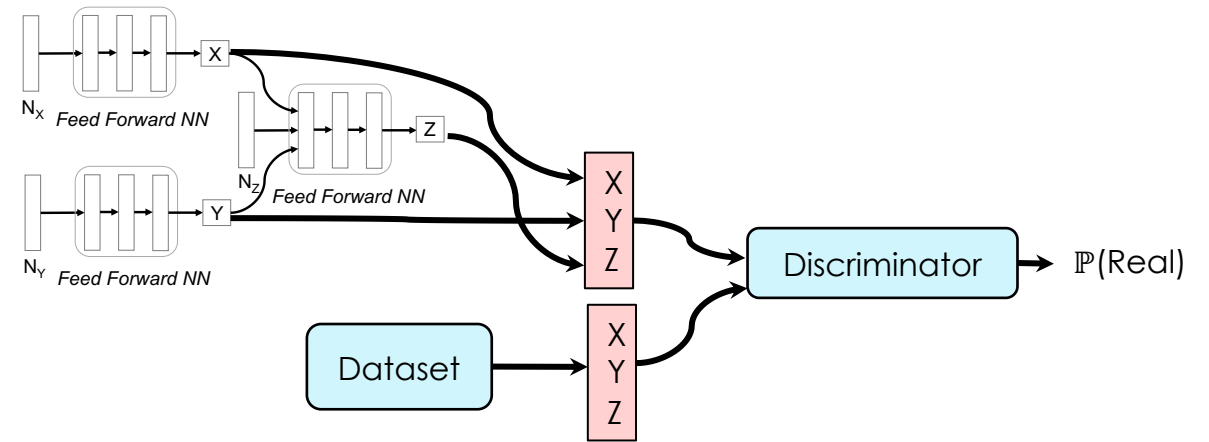 X
N_X
Feed Forward NN
Z
N_Z
Feed Forward NN
Y
N_Y
Feed Forward NN
X
Y
Z
Discriminator
ℙ(Real)
Dataset
X
Y
Z